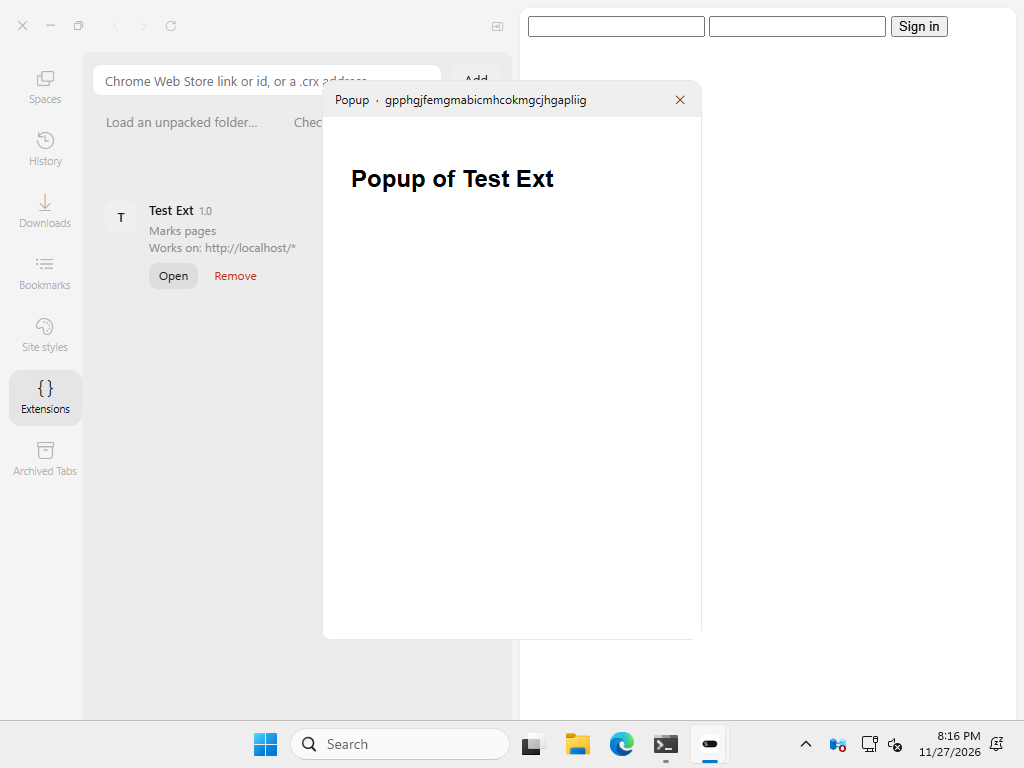 Sign in
Spaces
History
Downloads
Bookmarks
Site styles
{ }
Extensions
Archived Tabs
Chrome Web Store link or id, or a .crx address
Add
Load an unpacked folder...
Chec
T
Test Ext 1.0
Marks pages
Works on: http://localhost/*
Open Remove
Popup · gpphgjfemgmabicmhcokmgcjhgapliig
Popup of Test Ext
Search
8:16 PM
11/27/2026